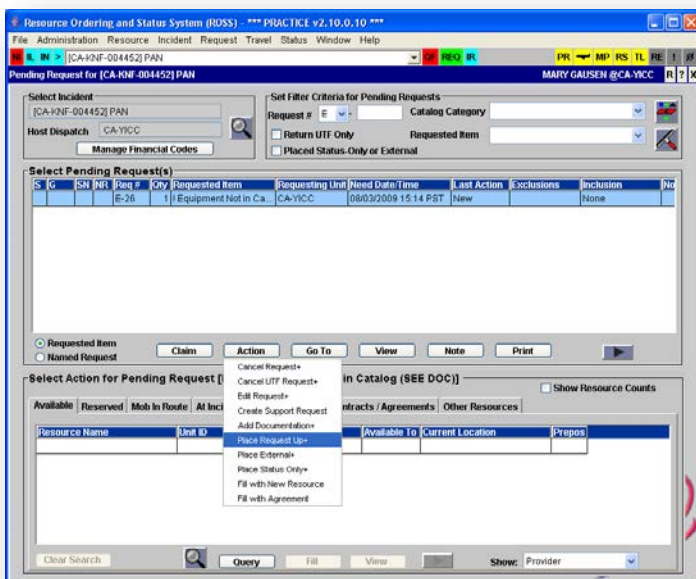 Resource Ordering and Status System (ROSS) - *** PRACTICE v2.10.0.10 ***
File Administration Resource Incident Request Travel Status Window Help
NI IL IN > [CA-KNF-004452] PAN OF REQ IR PR MP RS TL RE !
Pending Request for [CA-KNF-004452] PAN MARY GAUSEN @CA-YICC R ? X
Select Incident Set Filter Criteria for Pending Requests
[CA-KNF-004452] PAN Request # E - Catalog Category
Host Dispatch CA-YICC Return UTF Only Requested Item
Manage Financial Codes Placed Status-Only or External
Select Pending Request(s)
S G SN NR Req # Qty Requested Item Requesting Unit Need Date/Time Last Action Exclusions Inclusion No
E-26 1 ! Equipment Not in Ca... CA-YICC 08/03/2009 15:14 PST New None
Requested Item
Named Request Claim Action Go To View Note Print
Cancel Request+
Select Action for Pending Request [ in Catalog (SEE DOC)]
Cancel UTF Request+
Show Resource Counts
Edit Request+
Available Reserved Mob In Route At Inci ntracts / Agreements Other Resources
Create Support Request
Add Documentation+
Resource Name Unit ID Available To Current Location Prepos
Place Request Up+
Place External+
Place Status Only+
Fill with New Resource
Fill with Agreement
Clear Search Query Fill View Show: Provider